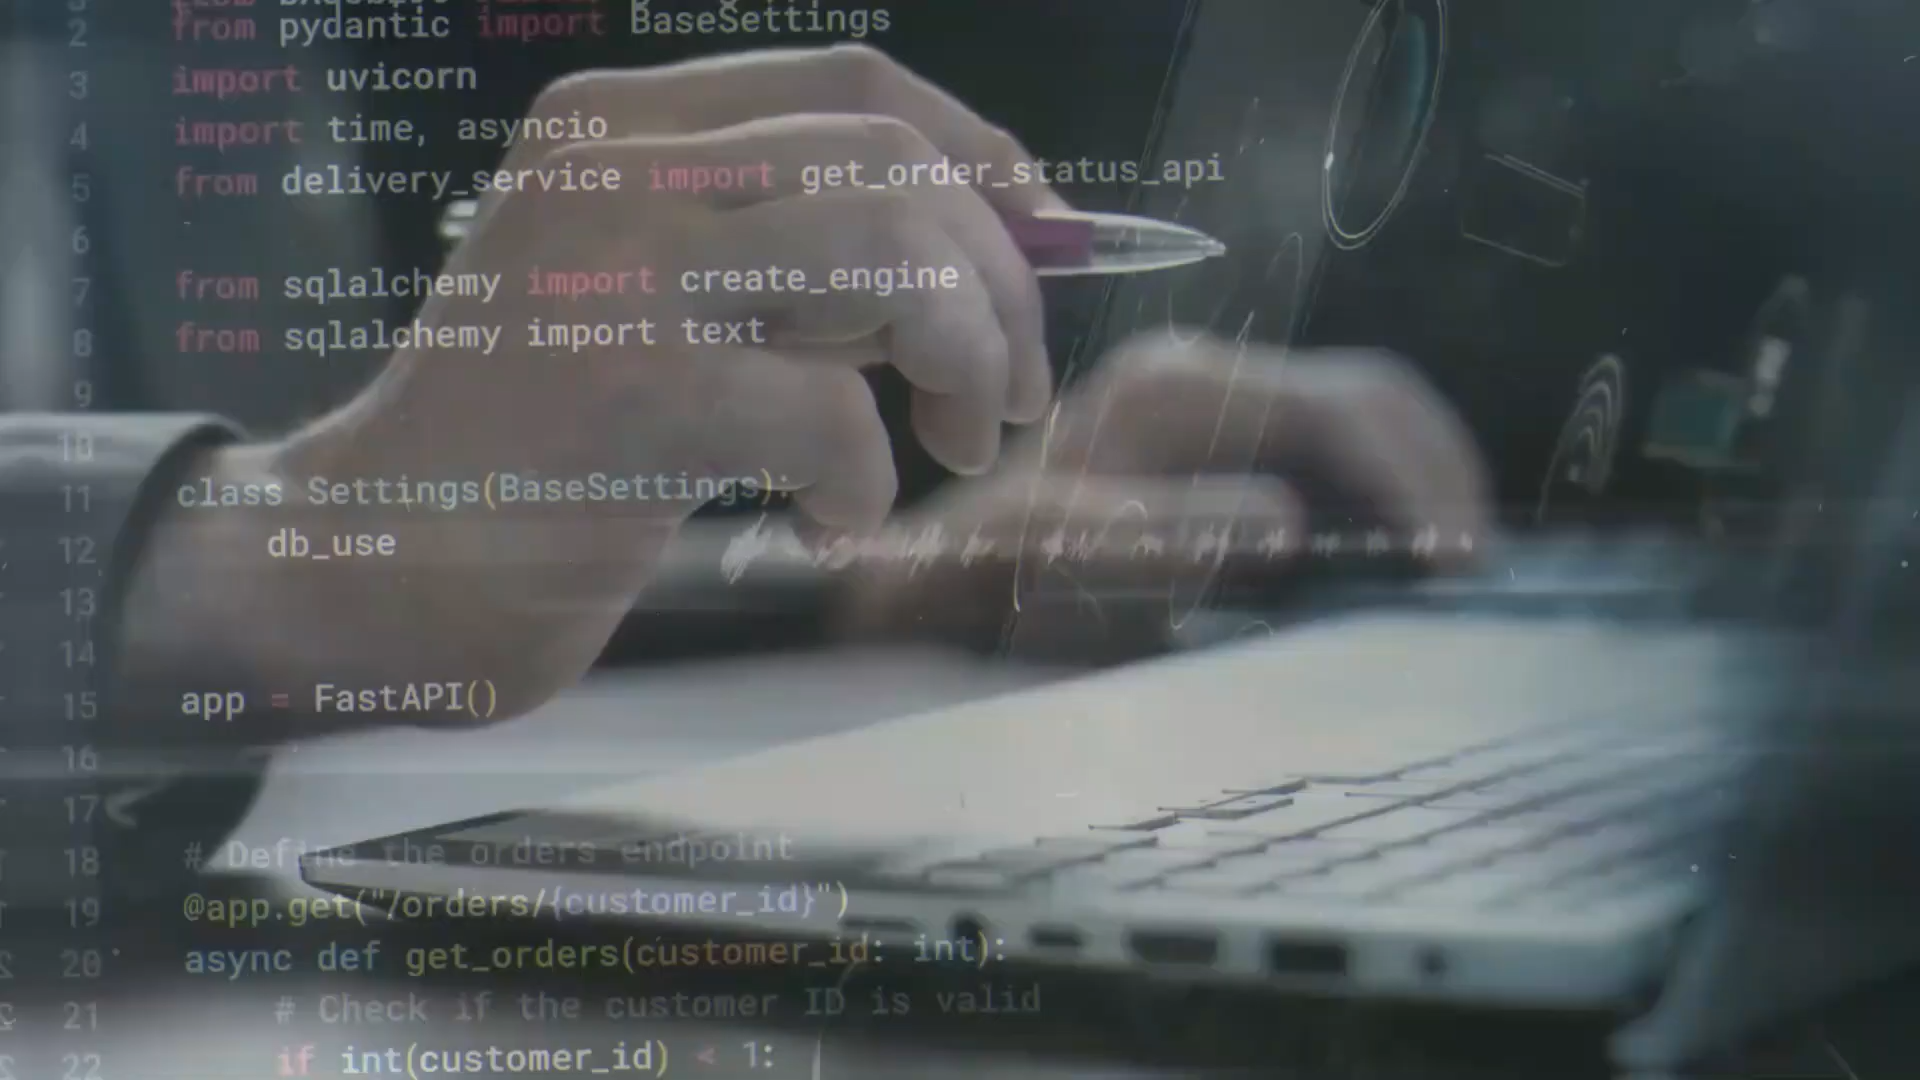 2 from pydantic import BaseSettings
3 import uvicorn
4 import time, asyncio
5 from delivery_service import get_order_status_api
6
7 from sqlalchemy import create_engine
8 from sqlalchemy import text
9
10
11 class Settings(BaseSettings):
12 db_use
13
14
15 app = FastAPI()
16
17
18 # Define the orders endpoint
19 @app.get("/orders/{customer_id}")
20 async def get_orders(customer_id: int):
21 # Check if the customer ID is valid
22 if int(customer_id) < 1: